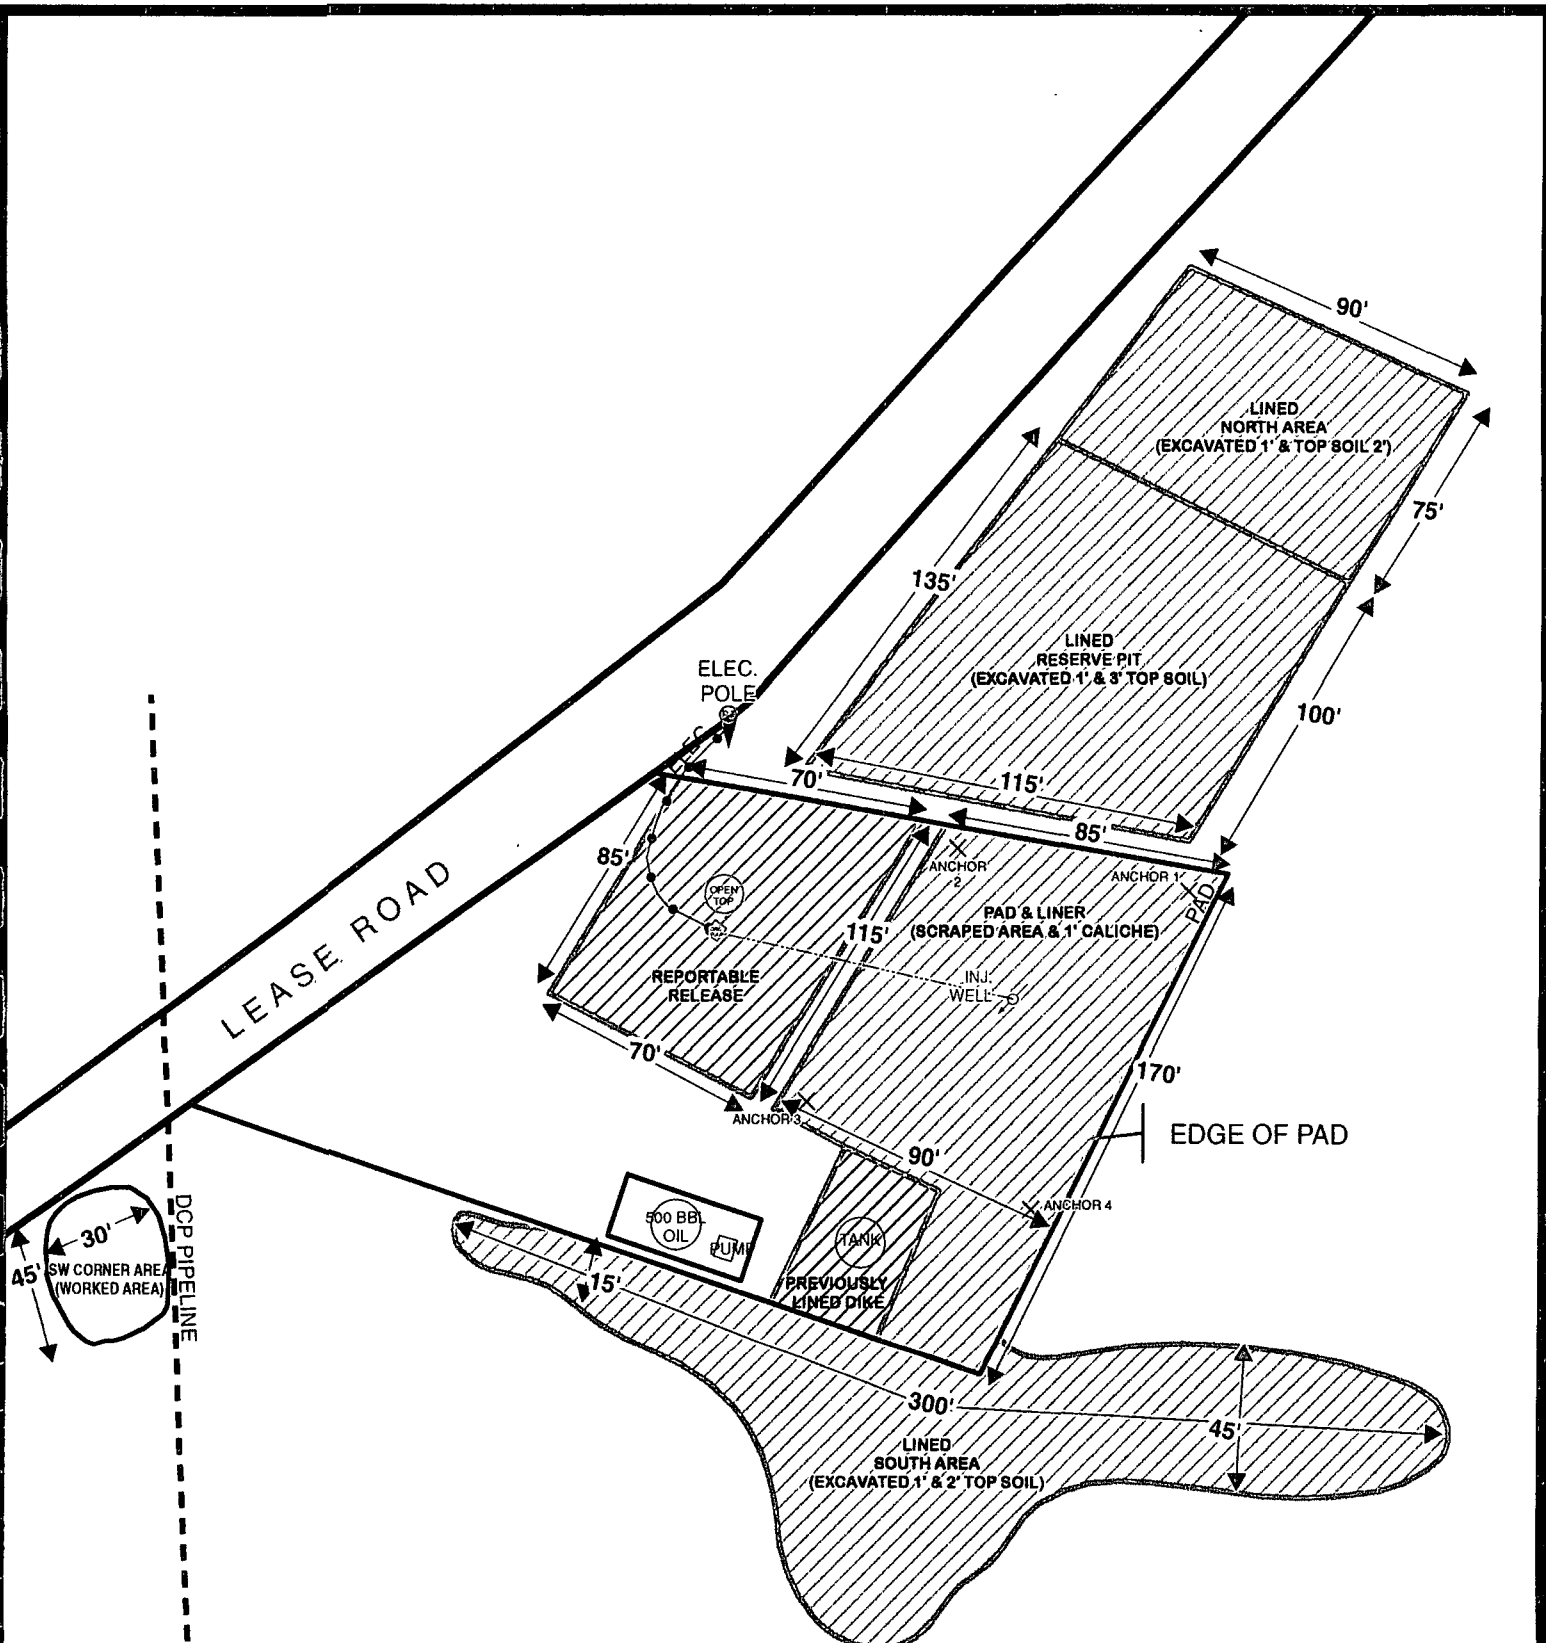 90'
LINED
NORTH AREA
(EXCAVATED 1' & TOP SOIL 2')
75'
135'
LINED
RESERVE PIT
(EXCAVATED 1' & 3' TOP SOIL)
100'
ELEC.
POLE
ELEC.
70'
115'
85'
85'
ANCHOR
2
ANCHOR 1
PAD
OPEN
TOP
PAD & LINER
(SCRAPED AREA & 1' CALICHE)
115'
LEASE ROAD
REPORTABLE
RELEASE
INJ.
WELL
70'
170'
ANCHOR 3
EDGE OF PAD
90'
ANCHOR 4
DCP PIPELINE
500 BBL
OIL
PUMP
TANK
30'
45'
SW CORNER AREA
(WORKED AREA)
15'
PREVIOUSLY
LINED DIKE
300'
45'
LINED
SOUTH AREA
(EXCAVATED 1' & 2' TOP SOIL)